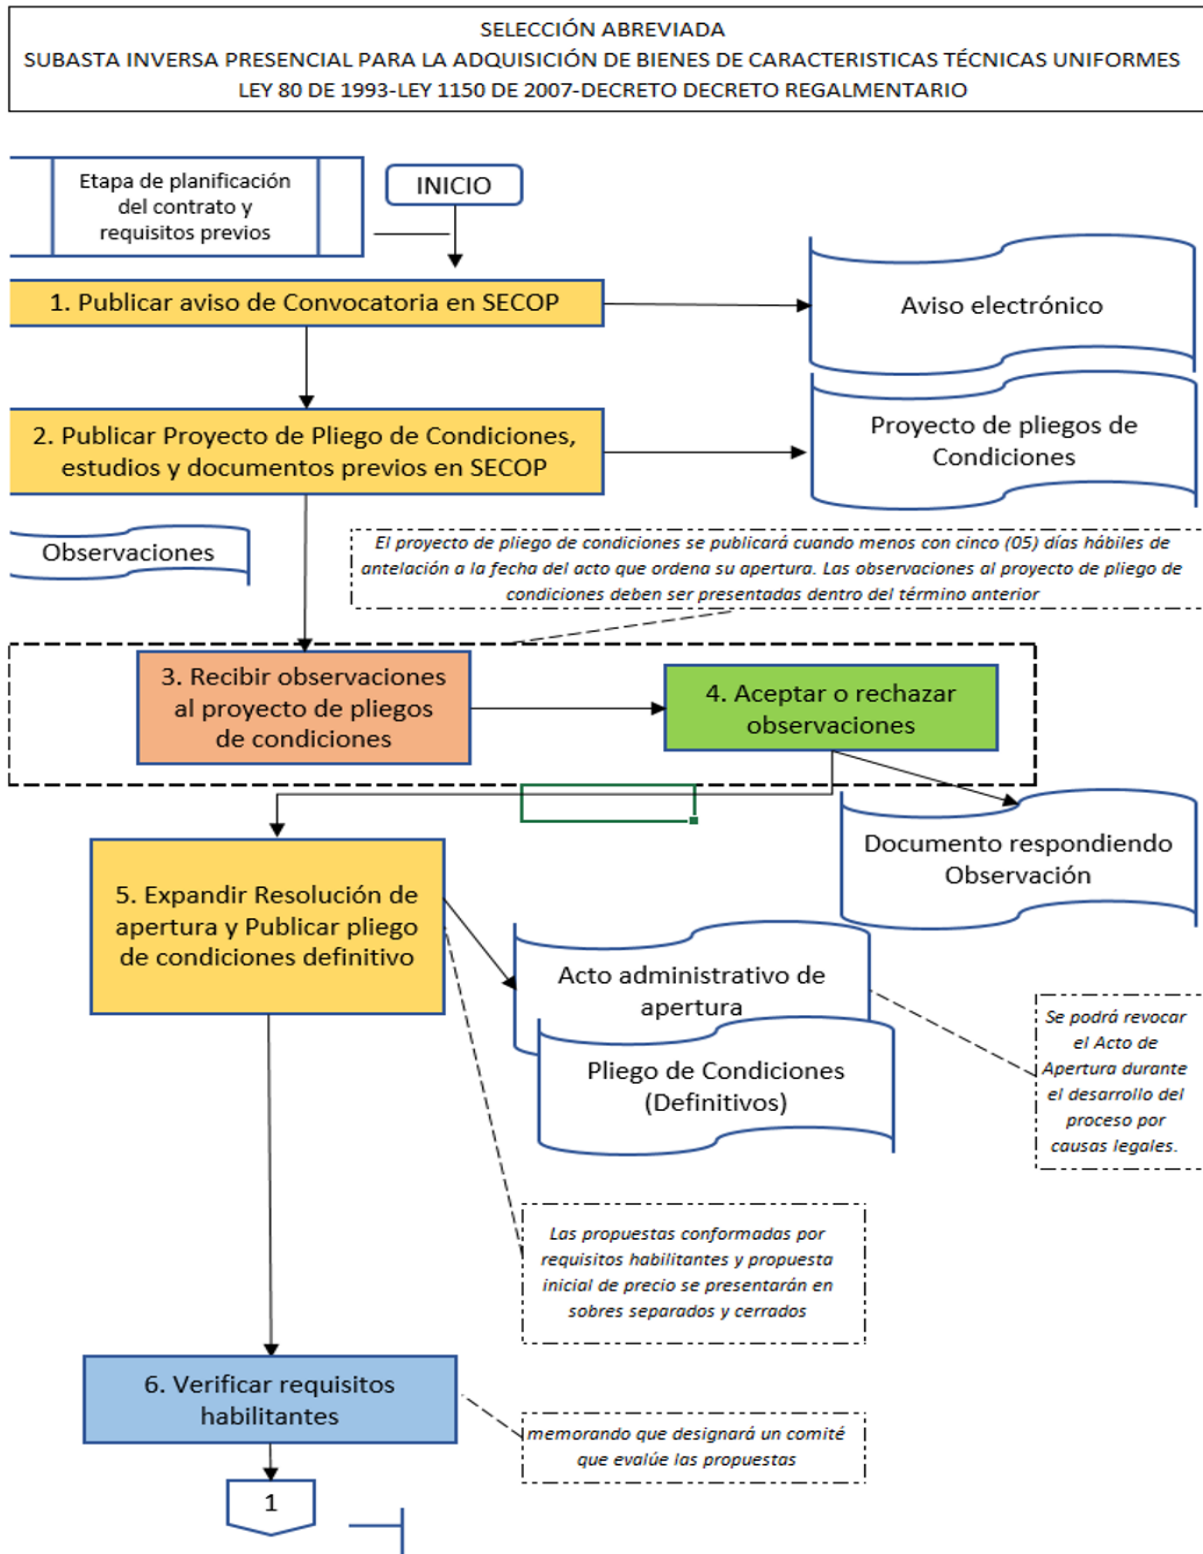 SELECCIÓN ABREVIADA
SUBASTA INVERSA PRESENCIAL PARA LA ADQUISICIÓN DE BIENES DE CARACTERISTICAS TÉCNICAS UNIFORMES
LEY 80 DE 1993-LEY 1150 DE 2007-DECRETO DECRETO REGALMENTARIO
Etapa de planificación
del contrato y
requisitos previos
INICIO
1. Publicar aviso de Convocatoria en SECOP
Aviso electrónico
2. Publicar Proyecto de Pliego de Condiciones,
estudios y documentos previos en SECOP
Proyecto de pliegos de
Condiciones
Observaciones
El proyecto de pliego de condiciones se publicará cuando menos con cinco (05) días hábiles de
antelación a la fecha del acto que ordena su apertura. Las observaciones al proyecto de pliego de
condiciones deben ser presentadas dentro del término anterior
3. Recibir observaciones
al proyecto de pliegos
de condiciones
4. Aceptar o rechazar
observaciones
Documento respondiendo
Observación
5. Expandir Resolución de
apertura y Publicar pliego
de condiciones definitivo
Acto administrativo de
apertura
Pliego de Condiciones
(Definitivos)
Se podrá revocar
el Acto de
Apertura durante
el desarrollo del
proceso por
causas legales.
Las propuestas conformadas por
requisitos habilitantes y propuesta
inicial de precio se presentarán en
sobres separados y cerrados
6. Verificar requisitos
habilitantes
memorando que designará un comité
que evalúe las propuestas
1